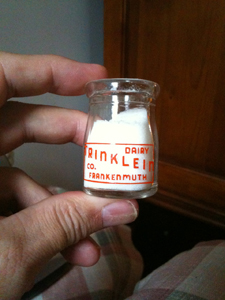 DAIRY
RINKLEIN
CO.
FRANKENMUTH